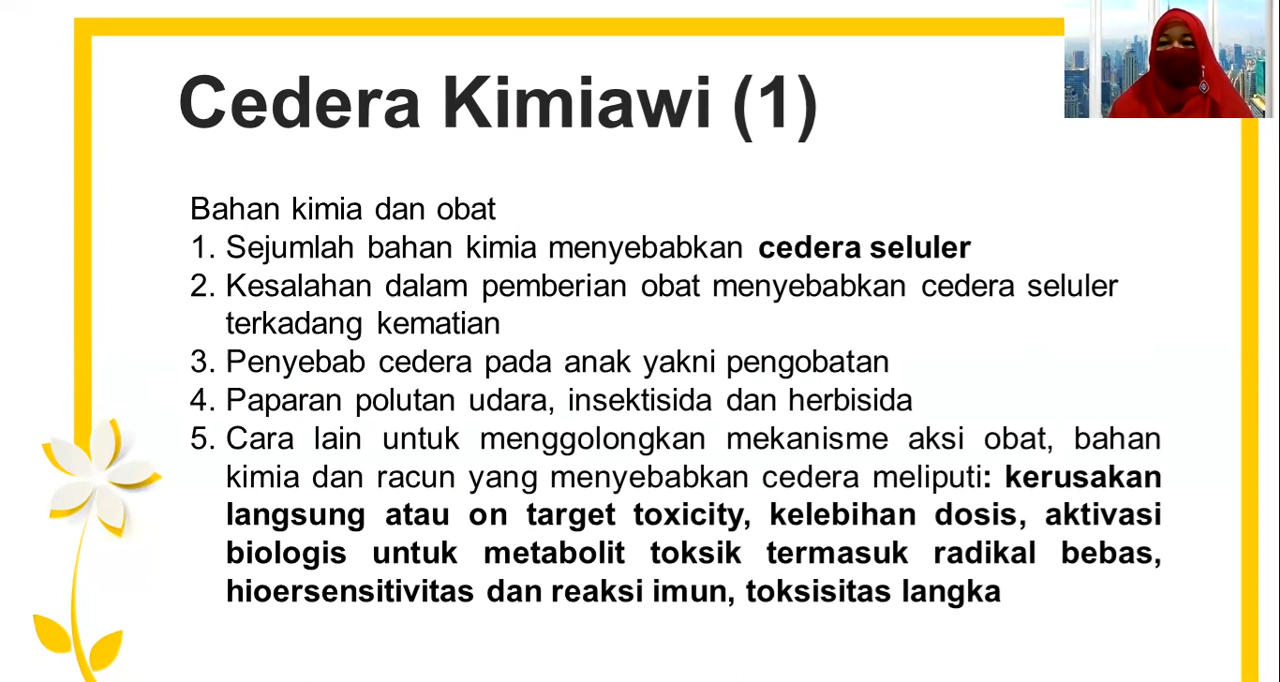 Cedera Kimiawi (1)
Bahan kimia dan obat
1. Sejumlah bahan kimia menyebabkan cedera seluler
2. Kesalahan dalam pemberian obat menyebabkan cedera seluler
terkadang kematian
3. Penyebab cedera pada anak yakni pengobatan
4. Paparan polutan udara, insektisida dan herbisida
5. Cara lain untuk menggolongkan mekanisme aksi obat, bahan
kimia dan racun yang menyebabkan cedera meliputi: kerusakan
langsung atau on target toxicity, kelebihan dosis, aktivasi
biologis untuk metabolit toksik termasuk radikal bebas,
hioersensitivitas dan reaksi imun, toksisitas langka